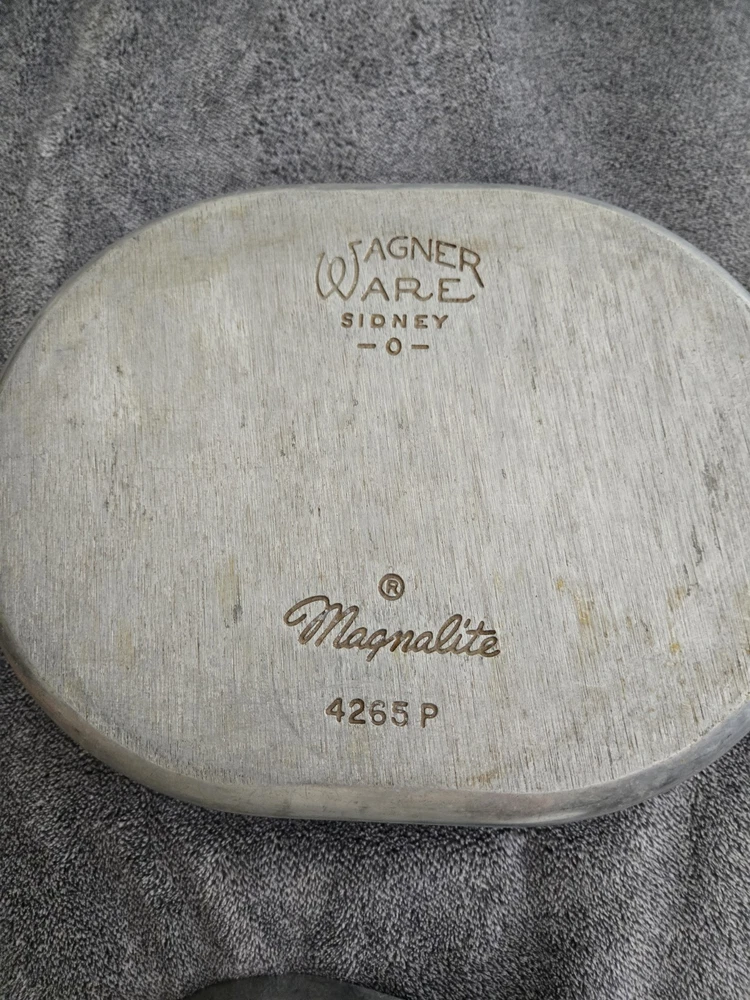 WAGNER
WARE
SIDNEY
-O-
®
Magnalite
4265 P